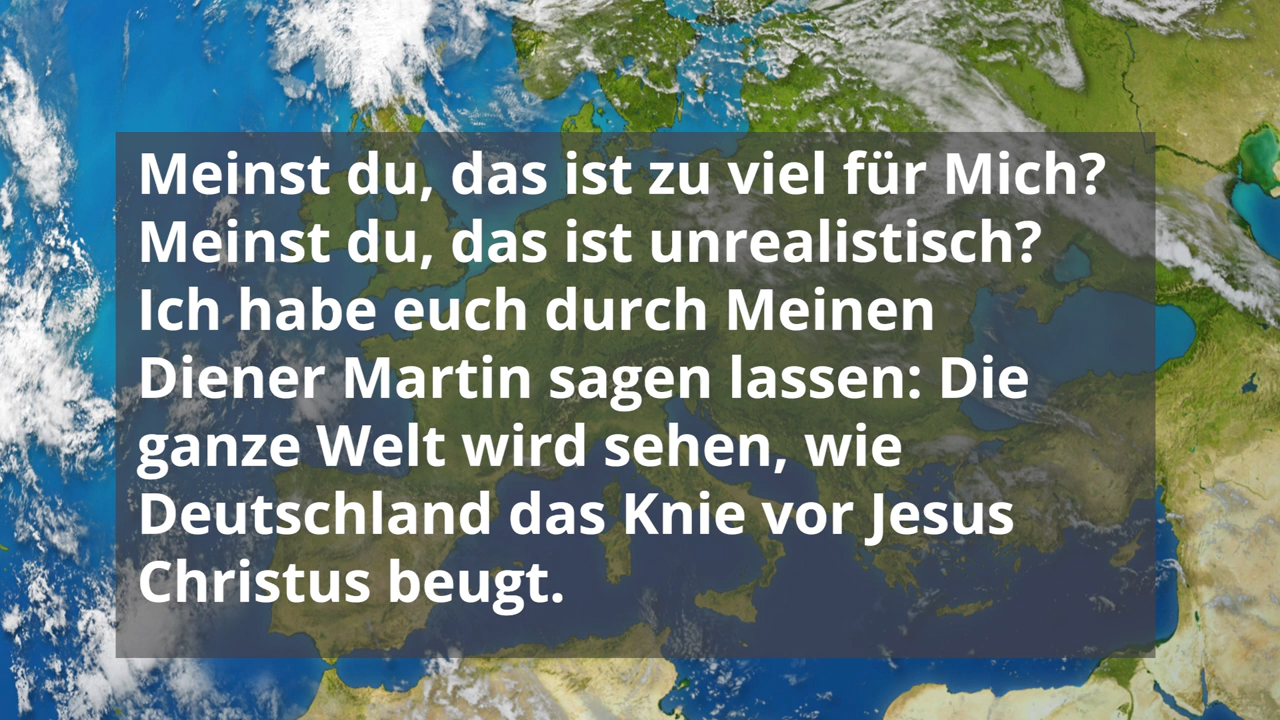 Meinst du, das ist zu viel für Mich?
Meinst du, das ist unrealistisch?
Ich habe euch durch Meinen
Diener Martin sagen lassen: Die
ganze Welt wird sehen, wie
Deutschland das Knie vor Jesus
Christus beugt.